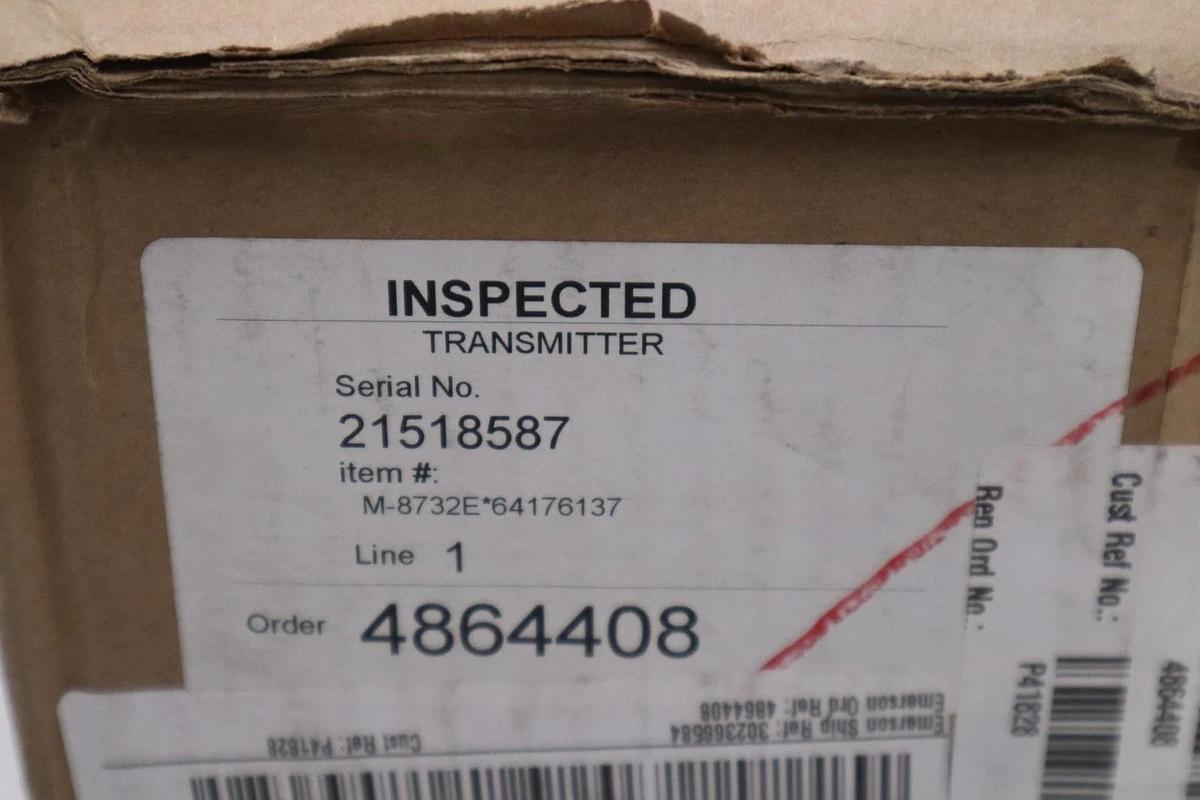 INSPECTED
TRANSMITTER
Serial No.
21518587
item #:
M-8732E*64176137
Line 1
Order 4864408
Emerson Ord Ref: 4864408
Emerson Ship Ref: 302366684
Cust Ref: P41828
Cust Ref No.:
4864408
Ren Ord No.:
P41828